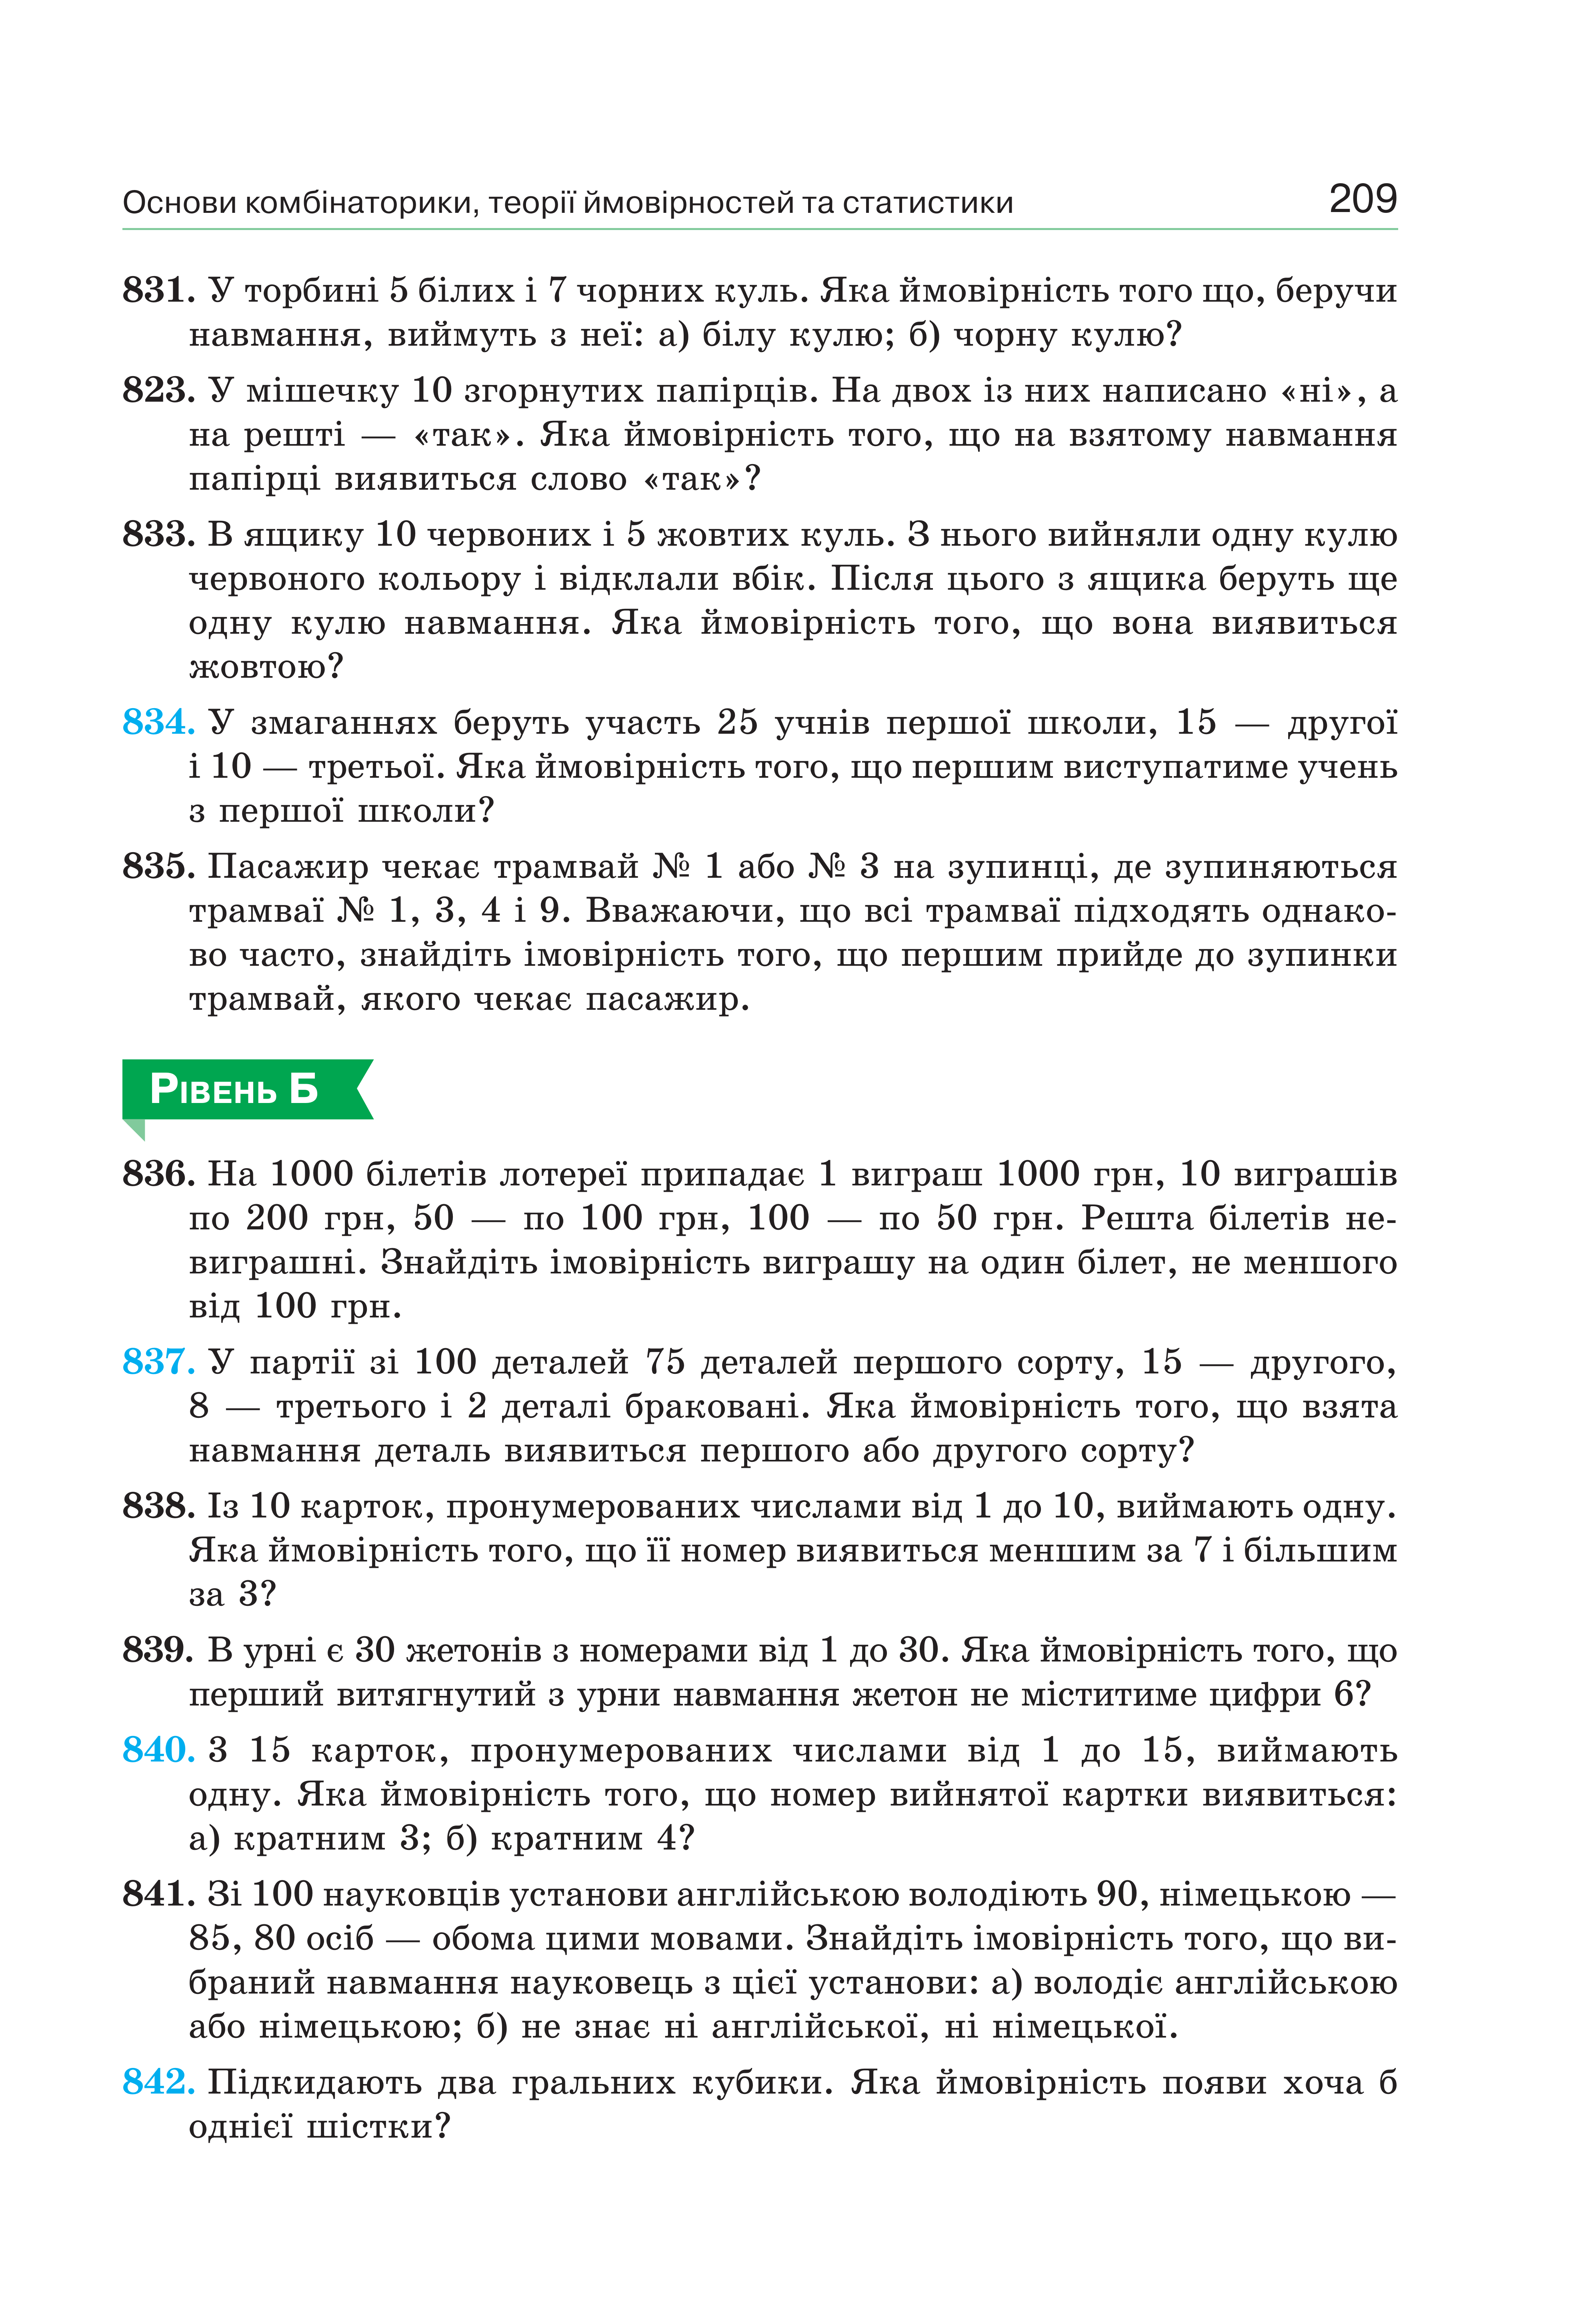 Основи комбінаторики, теорії ймовірностей та статистики 209
831. У торбині 5 білих і 7 чорних куль. Яка ймовірність того що, беручи
навмання, виймуть з неї: а) білу кулю; б) чорну кулю?
823. У мішечку 10 згорнутих папірців. На двох із них написано «ні», а
на решті — «так». Яка ймовірність того, що на взятому навмання
папірці виявиться слово «так»?
833. В ящику 10 червоних і 5 жовтих куль. З нього вийняли одну кулю
червоного кольору і відклали вбік. Після цього з ящика беруть ще
одну кулю навмання. Яка ймовірність того, що вона виявиться
жовтою?
834. У змаганнях беруть участь 25 учнів першої школи, 15 — другої
і 10 — третьої. Яка ймовірність того, що першим виступатиме учень
з першої школи?
835. Пасажир чекає трамвай № 1 або № 3 на зупинці, де зупиняються
трамваї № 1, 3, 4 і 9. Вважаючи, що всі трамваї підходять однако-
во часто, знайдіть імовірність того, що першим прийде до зупинки
трамвай, якого чекає пасажир.
Рівень Б
836. На 1000 білетів лотереї припадає 1 виграш 1000 грн, 10 виграшів
по 200 грн, 50 — по 100 грн, 100 — по 50 грн. Решта білетів не-
виграшні. Знайдіть імовірність виграшу на один білет, не меншого
від 100 грн.
837. У партії зі 100 деталей 75 деталей першого сорту, 15 — другого,
8 — третього і 2 деталі браковані. Яка ймовірність того, що взята
навмання деталь виявиться першого або другого сорту?
838. Із 10 карток, пронумерованих числами від 1 до 10, виймають одну.
Яка ймовірність того, що її номер виявиться меншим за 7 і більшим
за 3?
839. В урні є 30 жетонів з номерами від 1 до 30. Яка ймовірність того, що
перший витягнутий з урни навмання жетон не міститиме цифри 6?
840. З 15 карток, пронумерованих числами від 1 до 15, виймають
одну. Яка ймовірність того, що номер вийнятої картки виявиться:
а) кратним 3; б) кратним 4?
841. Зі 100 науковців установи англійською володіють 90, німецькою —
85, 80 осіб — обома цими мовами. Знайдіть імовірність того, що ви-
браний навмання науковець з цієї установи: а) володіє англійською
або німецькою; б) не знає ні англійської, ні німецької.
842. Підкидають два гральних кубики. Яка ймовірність появи хоча б
однієї шістки?